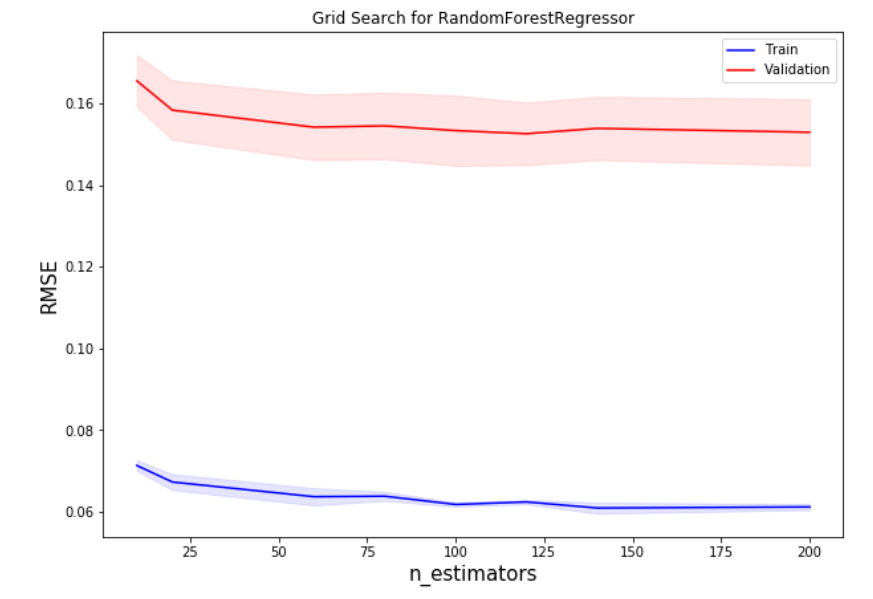 Grid Search for RandomForestRegressor
Train
Validation
0.16
0.14
0.12
0.10
0.08
0.06
RMSE
25 50 75 100 125 150 175 200
n_estimators